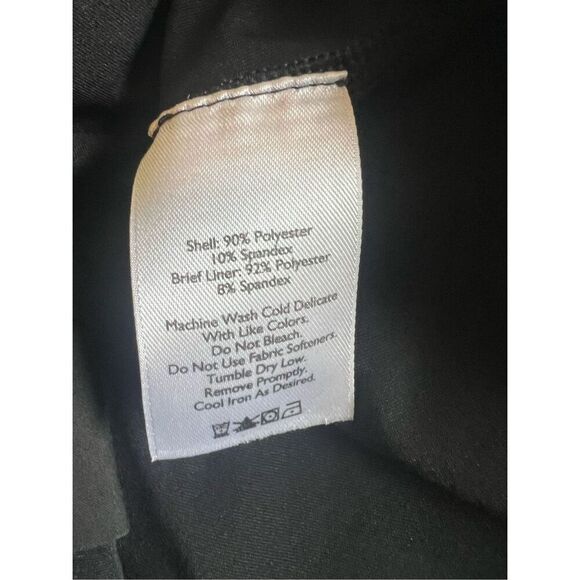 Shell: 90% Polyester
10% Spandex
Brief Liner: 92% Polyester
8% Spandex
Machine Wash Cold Delicate
With Like Colors.
Do Not Bleach.
Do Not Use Fabric Softeners.
Tumble Dry Low.
Remove Promptly.
Cool Iron As Desired.